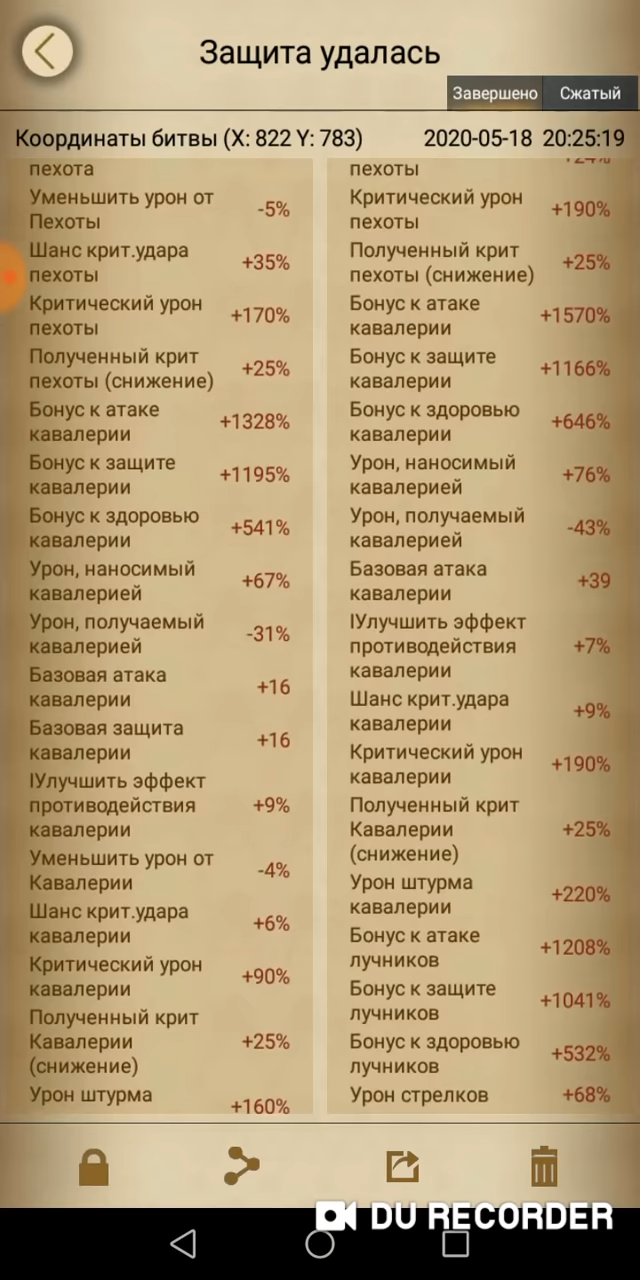 Защита удалась
Завершено
Сжатый
Координаты битвы (X: 822 Y: 783) 2020-05-18 20:25:19
пехота
Уменьшить урон от
Пехоты
-5%
Шанс крит.удара
пехоты
+35%
Критический урон
пехоты
+170%
Полученный крит
пехоты (снижение)
+25%
Бонус к атаке
кавалерии
+1328%
Бонус к защите
кавалерии
+1195%
Бонус к здоровью
кавалерии
+541%
Урон, наносимый
кавалерией
+67%
Урон, получаемый
кавалерией
-31%
Базовая атака
кавалерии
+16
Базовая защита
кавалерии
+16
IУлучшить эффект
противодействия
кавалерии
+9%
Уменьшить урон от
Кавалерии
-4%
Шанс крит.удара
кавалерии
+6%
Критический урон
кавалерии
+90%
Полученный крит
Кавалерии
(снижение)
+25%
Урон штурма
+160%
пехоты
+24%
Критический урон
пехоты
+190%
Полученный крит
пехоты (снижение)
+25%
Бонус к атаке
кавалерии
+1570%
Бонус к защите
кавалерии
+1166%
Бонус к здоровью
кавалерии
+646%
Урон, наносимый
кавалерией
+76%
Урон, получаемый
кавалерией
-43%
Базовая атака
кавалерии
+39
IУлучшить эффект
противодействия
кавалерии
+7%
Шанс крит.удара
кавалерии
+9%
Критический урон
кавалерии
+190%
Полученный крит
Кавалерии
(снижение)
+25%
Урон штурма
кавалерии
+220%
Бонус к атаке
лучников
+1208%
Бонус к защите
лучников
+1041%
Бонус к здоровью
лучников
+532%
Урон стрелков
+68%
DU RECORDER